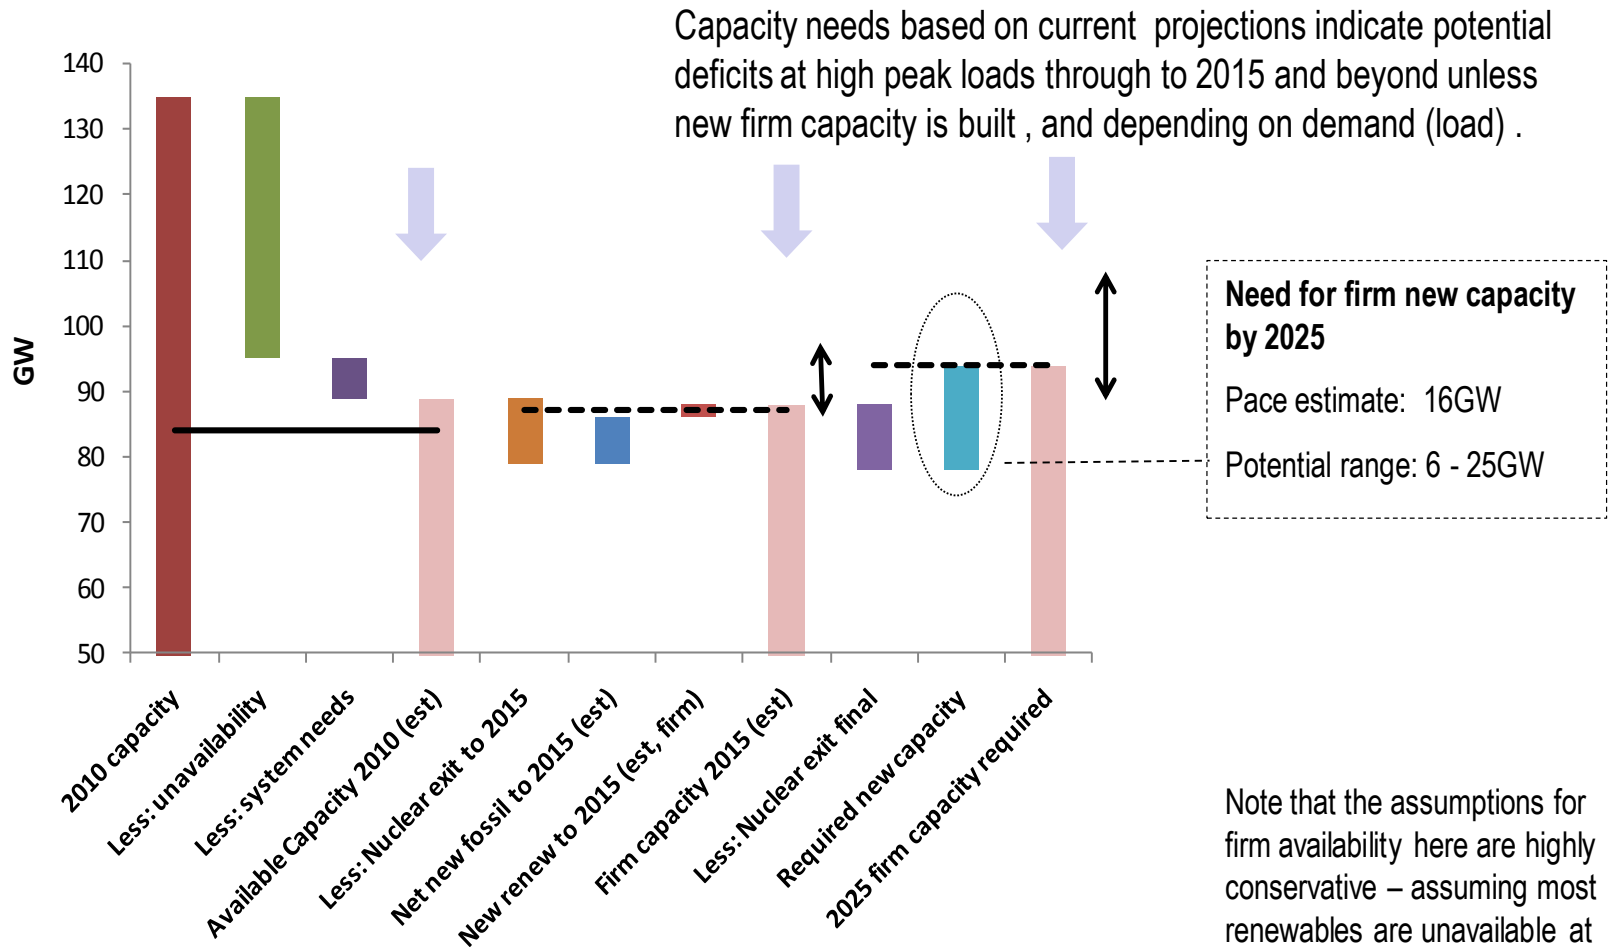 Capacity needs based on current projections indicate potential
deficits at high peak loads through to 2015 and beyond unless
new firm capacity is built , and depending on demand (load) .
140
130
120
110
100
90
80
70
60
50
GW
2010 capacity
Less: unavailability
Less: system needs
Available Capacity 2010 (est)
Less: Nuclear exit to 2015
Net new fossil to 2015 (est)
New renew to 2015 (est, firm)
Firm capacity 2015 (est)
Less: Nuclear exit final
Required new capacity
2025 firm capacity required
Need for firm new capacity
by 2025
Pace estimate: 16GW
Potential range: 6 - 25GW
Note that the assumptions for
firm availability here are highly
conservative – assuming most
renewables are unavailable at